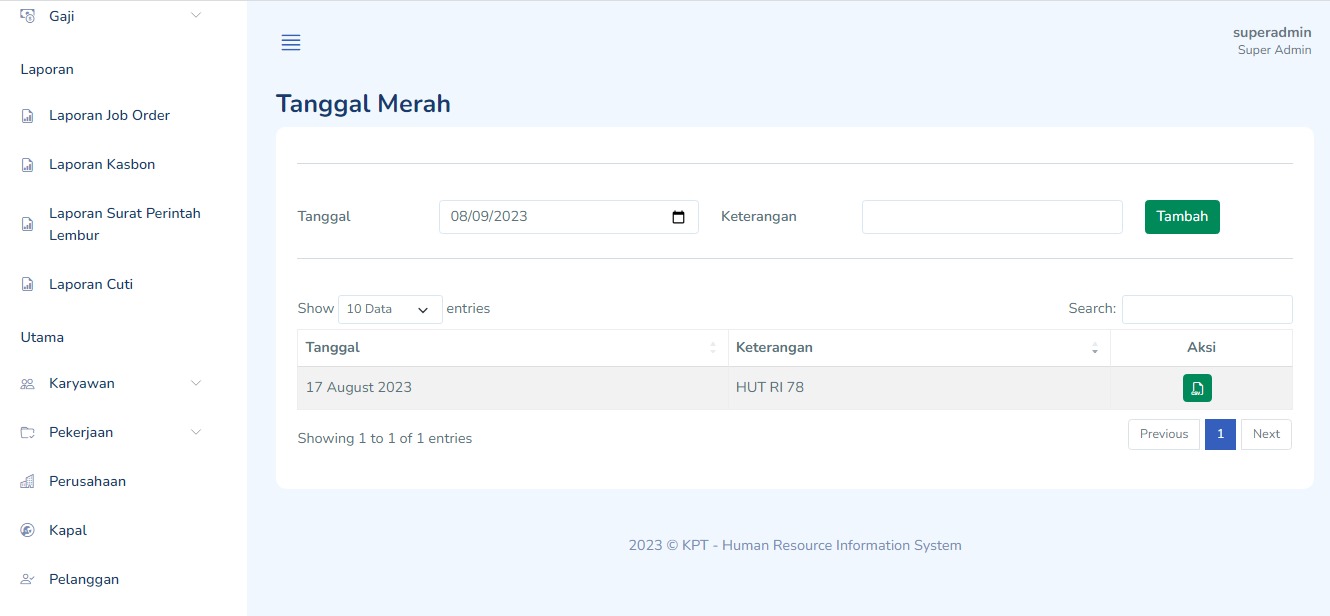 Gaji
Laporan
Laporan Job Order
Laporan Kasbon
Laporan Surat Perintah
Lembur
Laporan Cuti
Utama
Karyawan
Pekerjaan
Perusahaan
Kapal
Pelanggan
superadmin
Super Admin
Tanggal Merah
Tanggal 08/09/2023 Keterangan Tambah
Show 10 Data entries Search:
Tanggal Keterangan Aksi
17 August 2023 HUT RI 78
Showing 1 to 1 of 1 entries Previous 1 Next
2023 © KPT - Human Resource Information System